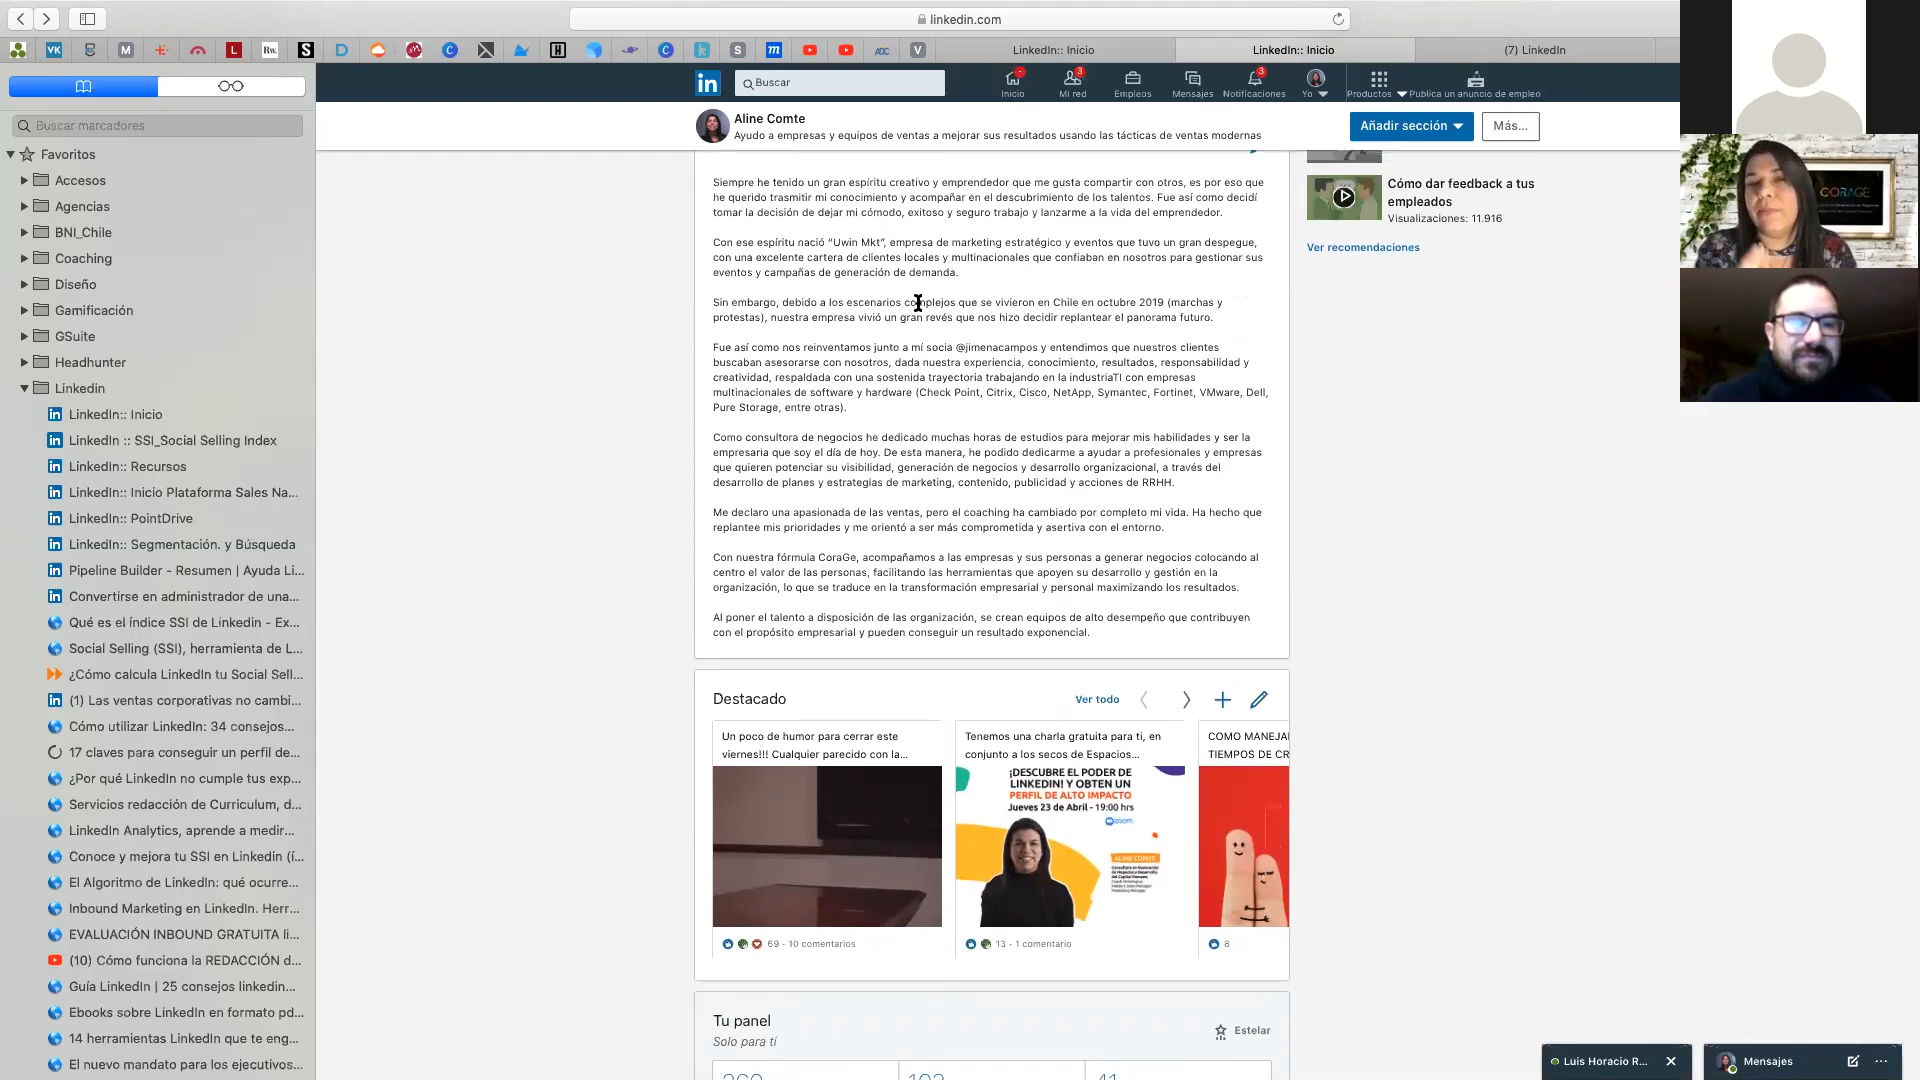 linkedin.com
LinkedIn:: Inicio
LinkedIn:: Inicio
(7) LinkedIn
Buscar
Inicio
3
Mi red
Empleos
Mensajes
3
Notificaciones
Yo
Productos
Publica un anuncio de empleo
Buscar marcadores
Favoritos
Accesos
Agencias
BNI_Chile
Coaching
Diseño
Gamificación
GSuite
Headhunter
Linkedin
LinkedIn:: Inicio
LinkedIn :: SSI_Social Selling Index
LinkedIn:: Recursos
LinkedIn:: Inicio Plataforma Sales Na...
LinkedIn:: PointDrive
LinkedIn:: Segmentación. y Búsqueda
Pipeline Builder - Resumen | Ayuda Li...
Convertirse en administrador de una...
Qué es el índice SSI de Linkedin - Ex...
Social Selling (SSI), herramienta de L...
¿Cómo calcula LinkedIn tu Social Sell...
(1) Las ventas corporativas no cambi...
Cómo utilizar LinkedIn: 34 consejos...
17 claves para conseguir un perfil de...
¿Por qué LinkedIn no cumple tus exp...
Servicios redacción de Curriculum, d...
LinkedIn Analytics, aprende a medir...
Conoce y mejora tu SSI en Linkedin (í...
El Algoritmo de LinkedIn: qué ocurre...
Inbound Marketing en LinkedIn. Herr...
EVALUACIÓN INBOUND GRATUITA li...
(10) Cómo funciona la REDACCIÓN d...
Guía LinkedIn | 25 consejos linkedin...
Ebooks sobre LinkedIn en formato pd...
14 herramientas LinkedIn que te eng...
El nuevo mandato para los ejecutivos...
Aline Comte
Ayudo a empresas y equipos de ventas a mejorar sus resultados usando las tácticas de ventas modernas
Añadir sección
Más...
Siempre he tenido un gran espíritu creativo y emprendedor que me gusta compartir con otros, es por eso que
he querido trasmitir mi conocimiento y acompañar en el descubrimiento de los talentos. Fue así como decidí
tomar la decisión de dejar mi cómodo, exitoso y seguro trabajo y lanzarme a la vida del emprendedor.
Con ese espíritu nació “Uwin Mkt”, empresa de marketing estratégico y eventos que tuvo un gran despegue,
con una excelente cartera de clientes locales y multinacionales que confiaban en nosotros para gestionar sus
eventos y campañas de generación de demanda.
Sin embargo, debido a los escenarios complejos que se vivieron en Chile en octubre 2019 (marchas y
protestas), nuestra empresa vivió un gran revés que nos hizo decidir replantear el panorama futuro.
Fue así como nos reinventamos junto a mí socia @jimenacampos y entendimos que nuestros clientes
buscaban asesorarse con nosotros, dada nuestra experiencia, conocimiento, resultados, responsabilidad y
creatividad, respaldada con una sostenida trayectoria trabajando en la industriaTI con empresas
multinacionales de software y hardware (Check Point, Citrix, Cisco, NetApp, Symantec, Fortinet, VMware, Dell,
Pure Storage, entre otras).
Como consultora de negocios he dedicado muchas horas de estudios para mejorar mis habilidades y ser la
empresaria que soy el día de hoy. De esta manera, he podido dedicarme a ayudar a profesionales y empresas
que quieren potenciar su visibilidad, generación de negocios y desarrollo organizacional, a través del
desarrollo de planes y estrategias de marketing, contenido, publicidad y acciones de RRHH.
Me declaro una apasionada de las ventas, pero el coaching ha cambiado por completo mi vida. Ha hecho que
replantee mis prioridades y me orientó a ser más comprometida y asertiva con el entorno.
Con nuestra fórmula CoraGe, acompañamos a las empresas y sus personas a generar negocios colocando al
centro el valor de las personas, facilitando las herramientas que apoyen su desarrollo y gestión en la
organización, lo que se traduce en la transformación empresarial y personal maximizando los resultados.
Al poner el talento a disposición de las organización, se crean equipos de alto desempeño que contribuyen
con el propósito empresarial y pueden conseguir un resultado exponencial.
Destacado
Ver todo
Un poco de humor para cerrar este
viernes!!! Cualquier parecido con la...
69 · 10 comentarios
Tenemos una charla gratuita para ti, en
conjunto a los secos de Espacios...
¡DESCUBRE EL PODER DE
LINKEDIN! Y OBTEN UN
PERFIL DE ALTO IMPACTO
Jueves 23 de Abril - 19:00 hrs
zoom
ALINE COMTE
13 · 1 comentario
COMO MANEJA
TIEMPOS DE CR
8
Tu panel
Solo para ti
Estelar
Cómo dar feedback a tus
empleados
Visualizaciones: 11.916
Ver recomendaciones
CORAGE
Luis Horacio R...
Mensajes